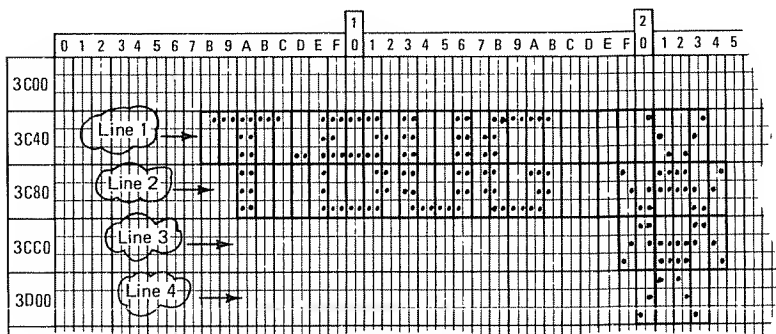 1 2
0 1 2 3 4 5 6 7 8 9 A B C D E F 0 1 2 3 4 5 6 7 8 9 A B C D E F 0 1 2 3 4 5
3C00
3C40 Line 1
3C80 Line 2
3CC0 Line 3
3D00 Line 4